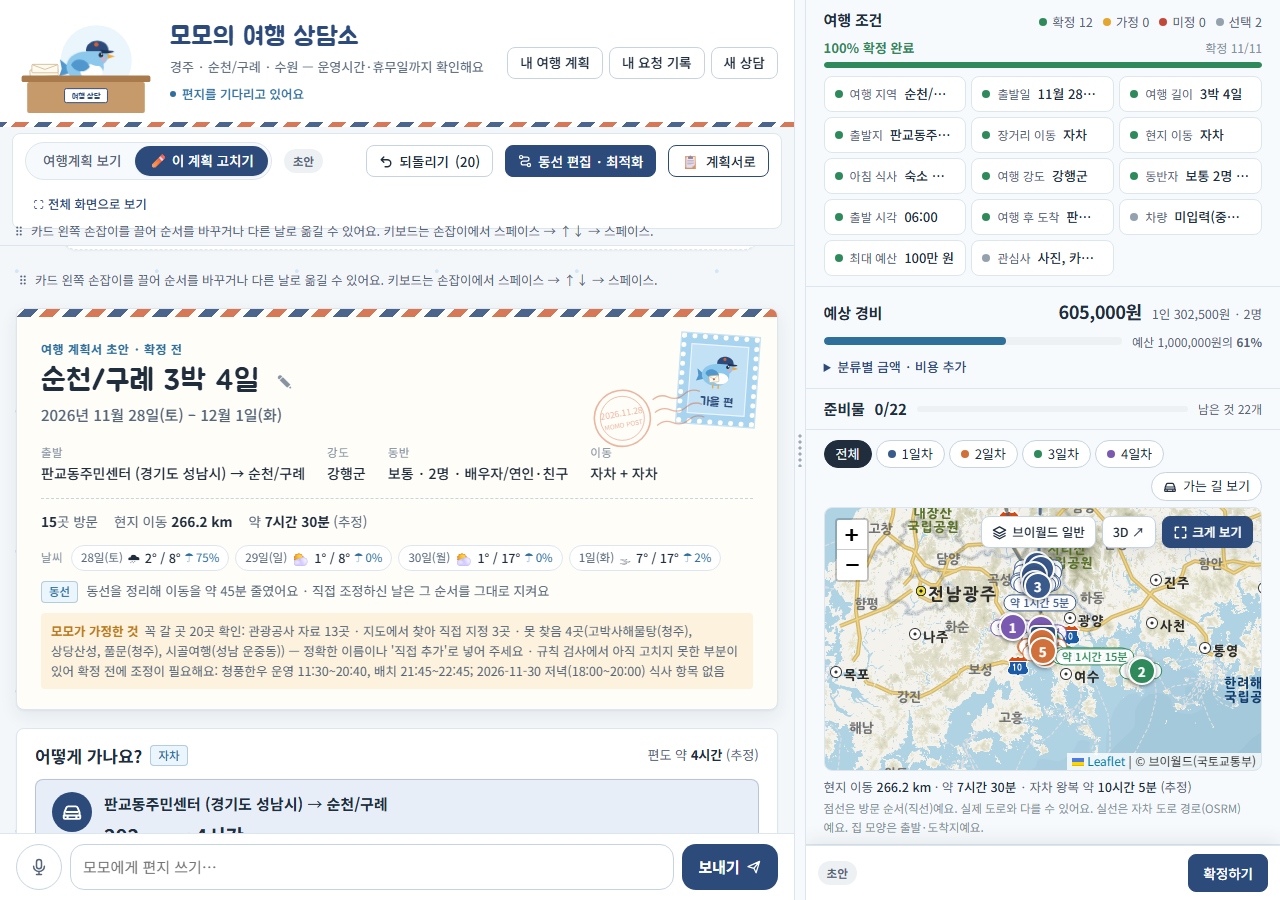 모모의 여행 상담소
경주 · 순천/구례 · 수원 — 운영시간·휴무일까지 확인해요
편지를 기다리고 있어요
여행 상담
내 여행 계획
내 요청 기록
새 상담
여행계획 보기
이 계획 고치기
초안
되돌리기 (20)
동선 편집 · 최적화
계획서로
전체 화면으로 보기
⠿ 카드 왼쪽 손잡이를 끌어 순서를 바꾸거나 다른 날로 옮길 수 있어요. 키보드는 손잡이에서 스페이스 → ↑↓ → 스페이스.
⠿ 카드 왼쪽 손잡이를 끌어 순서를 바꾸거나 다른 날로 옮길 수 있어요. 키보드는 손잡이에서 스페이스 → ↑↓ → 스페이스.
여행 계획서 초안 · 확정 전
순천/구례 3박 4일
2026년 11월 28일(토) – 12월 1일(화)
가을 편
2026.11.28
MOMO POST
출발 강도 동반 이동
판교동주민센터 (경기도 성남시) → 순천/구례 강행군 보통 · 2명 · 배우자/연인·친구 자차 + 자차
15곳 방문 현지 이동 266.2 km 약 7시간 30분 (추정)
날씨 28일(토) 2° / 8° ☂75% 29일(일) 1° / 8° ☂0% 30일(월) 1° / 17° ☂0% 1일(화) 7° / 17° ☂2%
동선 동선을 정리해 이동을 약 45분 줄였어요 · 직접 조정하신 날은 그 순서를 그대로 지켜요
모모가 가정한 것 꼭 갈 곳 20곳 확인: 관광공사 자료 13곳 · 지도에서 찾아 직접 지정 3곳 · 못 찾음 4곳(고박사해물탕(청주),
상당산성, 풀문(청주), 시골여행(성남 운중동)) — 정확한 이름이나 '직접 추가'로 넣어 주세요 · 규칙 검사에서 아직 고치지 못한 부분이
있어 확정 전에 조정이 필요해요: 청풍한우 운영 11:30~20:40, 배치 21:45~22:45; 2026-11-30 저녁(18:00~20:00) 식사 항목 없음
어떻게 가나요? 자차 편도 약 4시간 (추정)
판교동주민센터 (경기도 성남시) → 순천/구례
모모에게 편지 쓰기…
보내기
여행 조건
확정 12 가정 0 미정 0 선택 2
100% 확정 완료 확정 11/11
여행 지역 순천/…
출발일 11월 28…
여행 길이 3박 4일
출발지 판교동주…
장거리 이동 자차
현지 이동 자차
아침 식사 숙소 …
여행 강도 강행군
동반자 보통 2명 …
출발 시각 06:00
여행 후 도착 판…
차량 미입력(중…
최대 예산 100만 원
관심사 사진, 카…
예상 경비 605,000원 1인 302,500원 · 2명
예산 1,000,000원의 61%
▶ 분류별 금액 · 비용 추가
준비물 0/22 남은 것 22개
전체 1일차 2일차 3일차 4일차
가는 길 보기
+
−
브이월드 일반
3D ↗
크게 보기
고창
내장산
국립공원
담양
곡성
국립공원
함안
진주
전남광주
함평
화순
하동
광양
사천
나주
통영
보성
여수
목포
강진
고흥
해남
한려해
국립공
3
약 1시간 5분
1
5
약 1시간 15분
2
10
Leaflet | © 브이월드(국토교통부)
현지 이동 266.2 km · 약 7시간 30분 · 자차 왕복 약 10시간 5분 (추정)
점선은 방문 순서(직선)예요. 실제 도로와 다를 수 있어요. 실선은 자차 도로 경로(OSRM)
예요. 집 모양은 출발·도착지예요.
초안
확정하기